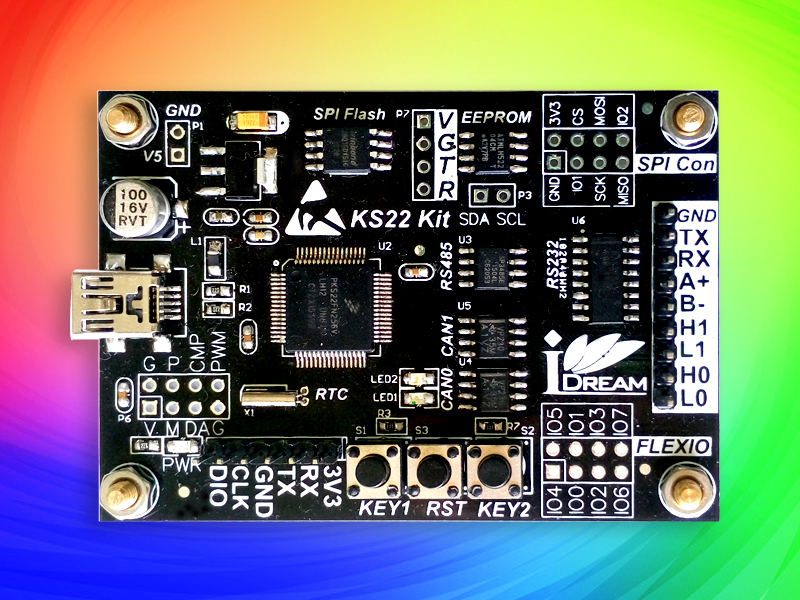 GND
P1
V5
SPI Flash
P7
V
G
T
R
EEPROM
3V3
CS
MOSI
IO2
GND
IO1
SCK
MISO
SPI Con
P3
SDA SCL
100
16V
RVT
+
KS22 Kit
L1
U2
U3
RS485
U6
RS232
GND
TX
RX
A+
B-
H1
L1
H0
L0
R1
R2
U5
CAN1
U4
CAN0
iDREAM
G
P
CMP
PWM
P6
V
M
DA
G
X1
RTC
LED2
LED1
R3
R7
PWR
DIO
CLK
GND
TX
RX
3V3
S1
S3
S2
KEY1
RST
KEY2
IO5
IO1
IO3
IO7
FLEXIO
IO4
IO0
IO2
IO6